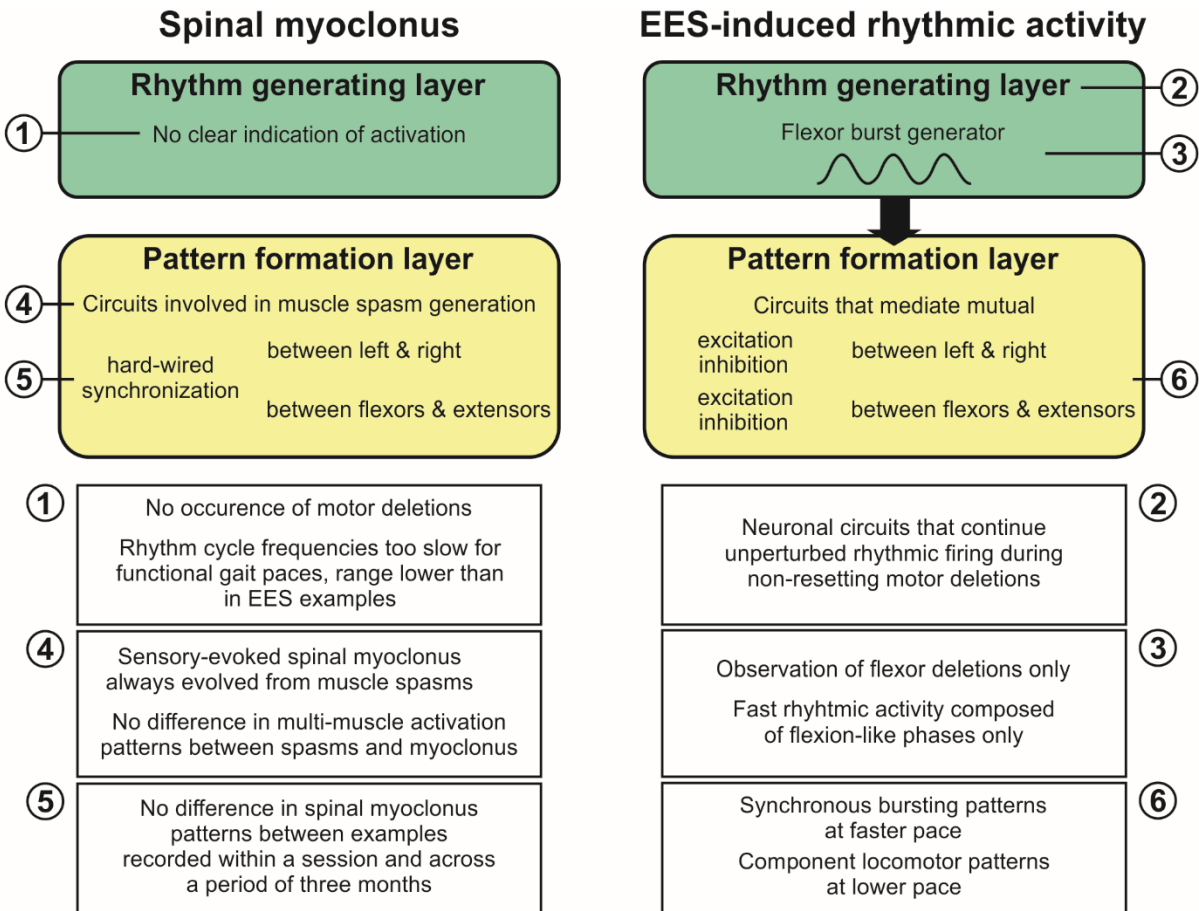 Spinal myoclonus
Rhythm generating layer
1
No clear indication of activation
Pattern formation layer
4
Circuits involved in muscle spasm generation
5
hard-wired
synchronization
between left & right
between flexors & extensors
EES-induced rhythmic activity
Rhythm generating layer
2
Flexor burst generator
3
Pattern formation layer
Circuits that mediate mutual
excitation
inhibition
between left & right
6
excitation
inhibition
between flexors & extensors
1
No occurence of motor deletions
Rhythm cycle frequencies too slow for
functional gait paces, range lower than
in EES examples
4
Sensory-evoked spinal myoclonus
always evolved from muscle spasms
No difference in multi-muscle activation
patterns between spasms and myoclonus
5
No difference in spinal myoclonus
patterns between examples
recorded within a session and across
a period of three months
2
Neuronal circuits that continue
unperturbed rhythmic firing during
non-resetting motor deletions
3
Observation of flexor deletions only
Fast rhyhtmic activity composed
of flexion-like phases only
6
Synchronous bursting patterns
at faster pace
Component locomotor patterns
at lower pace